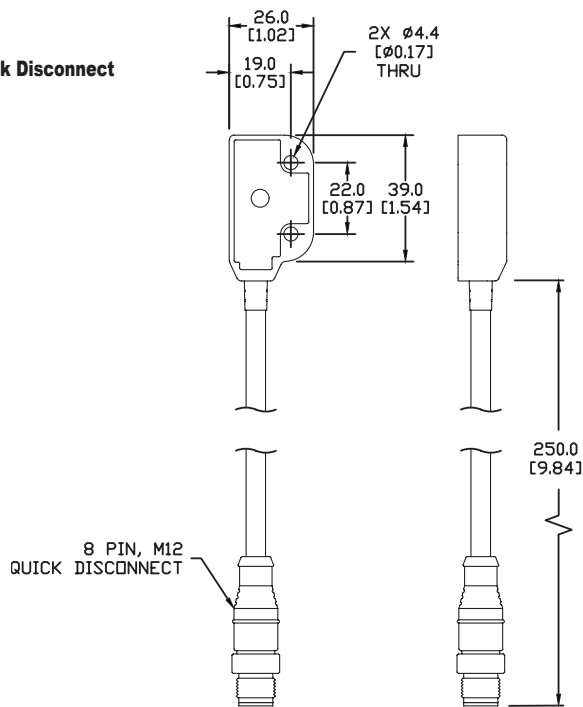 k Disconnect
26.0
[1.02]
19.0
[0.75]
2X ø4.4
[ø0.17]
THRU
22.0
[0.87]
39.0
[1.54]
250.0
[9.84]
8 PIN, M12
QUICK DISCONNECT